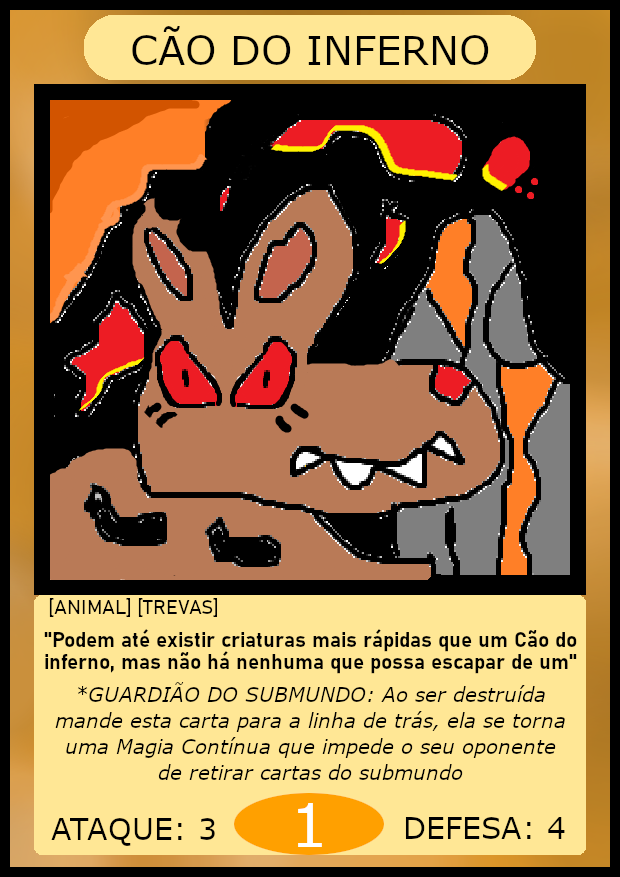 CÃO DO INFERNO
[ANIMAL] [TREVAS]
"Podem até existir criaturas mais rápidas que um Cão do
inferno, mas não há nenhuma que possa escapar de um"
*GUARDIÃO DO SUBMUNDO: Ao ser destruída
mande esta carta para a linha de trás, ela se torna
uma Magia Contínua que impede o seu oponente
de retirar cartas do submundo
ATAQUE: 3 1 DEFESA: 4